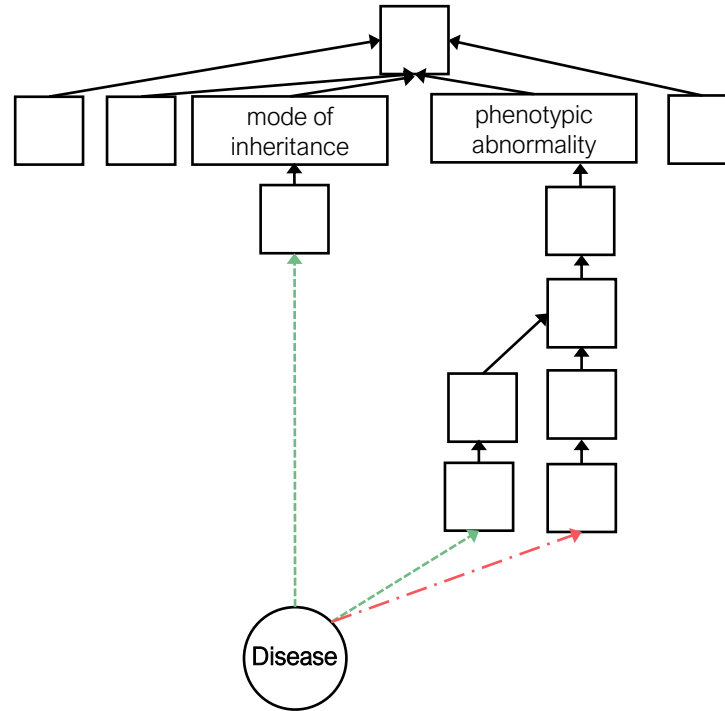 mode of
inheritance
phenotypic
abnormality
Disease